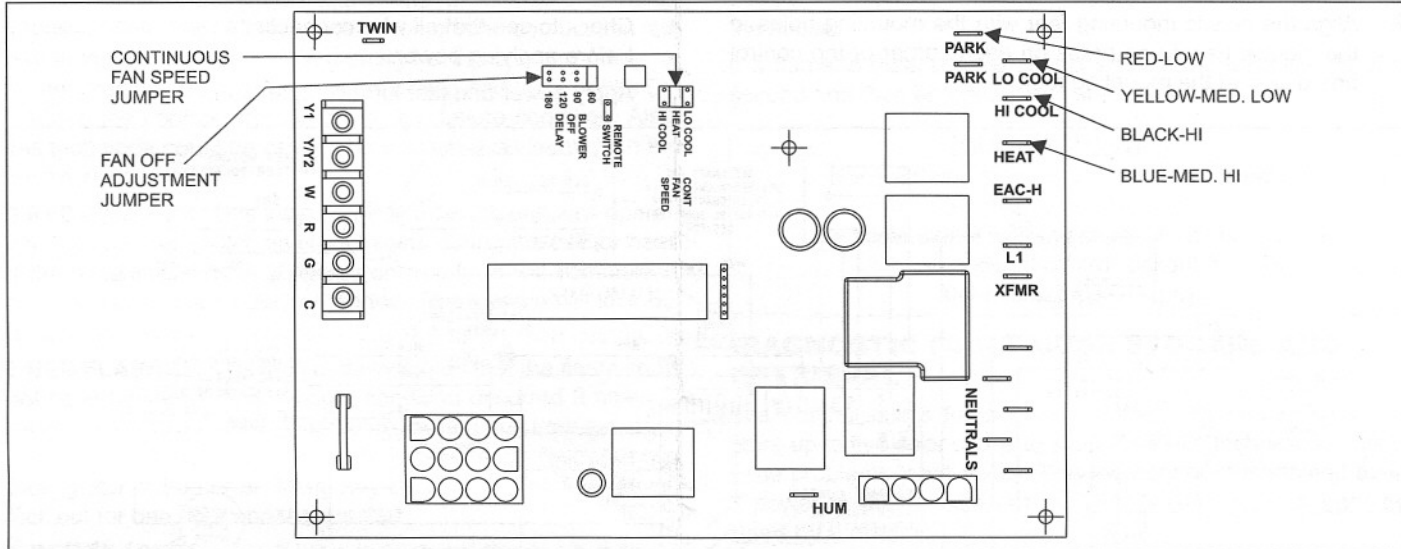 TWIN
CONTINUOUS
FAN SPEED
JUMPER
FAN OFF
ADJUSTMENT
JUMPER
Y1
Y/Y2
W
R
G
C
180
120
90
60
DELAY
OFF
BLOWER
REMOTE
SWITCH
HI COOL
HEAT
LO COOL
CONT
FAN
SPEED
PARK
PARK
LO COOL
HI COOL
HEAT
EAC-H
L1
XFMR
NEUTRALS
HUM
RED-LOW
YELLOW-MED. LOW
BLACK-HI
BLUE-MED. HI